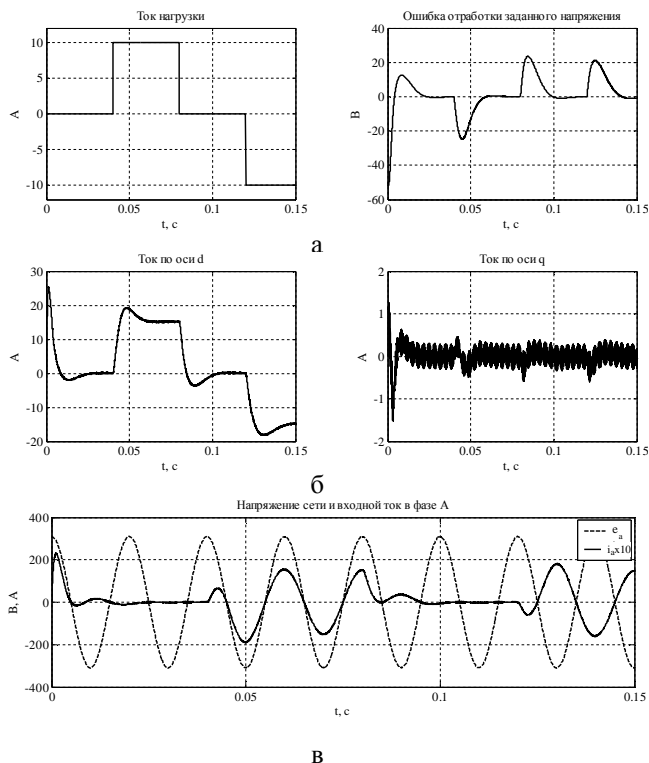 Ток нагрузки
Ошибка отработки заданного напряжения
10
5
0
-5
-10
А
0
0.05
0.1
0.15
t, с
40
20
0
-20
-40
-60
В
0
0.05
0.1
0.15
t, с
а
Ток по оси d
Ток по оси q
30
20
10
0
-10
-20
А
0
0.05
0.1
0.15
t, с
2
1
0
-1
-2
А
0
0.05
0.1
0.15
t, с
б
Напряжение сети и входной ток в фазе А
400
200
0
-200
-400
В, А
e_a
i_ax10
0
0.05
0.1
0.15
t, с
в